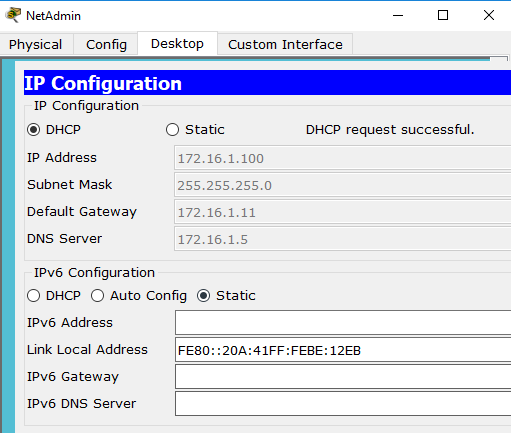 NetAdmin
Physical Config Desktop Custom Interface
IP Configuration
IP Configuration
DHCP Static DHCP request successful.
IP Address 172.16.1.100
Subnet Mask 255.255.255.0
Default Gateway 172.16.1.11
DNS Server 172.16.1.5
IPv6 Configuration
DHCP Auto Config Static
IPv6 Address
Link Local Address FE80::20A:41FF:FEBE:12EB
IPv6 Gateway
IPv6 DNS Server